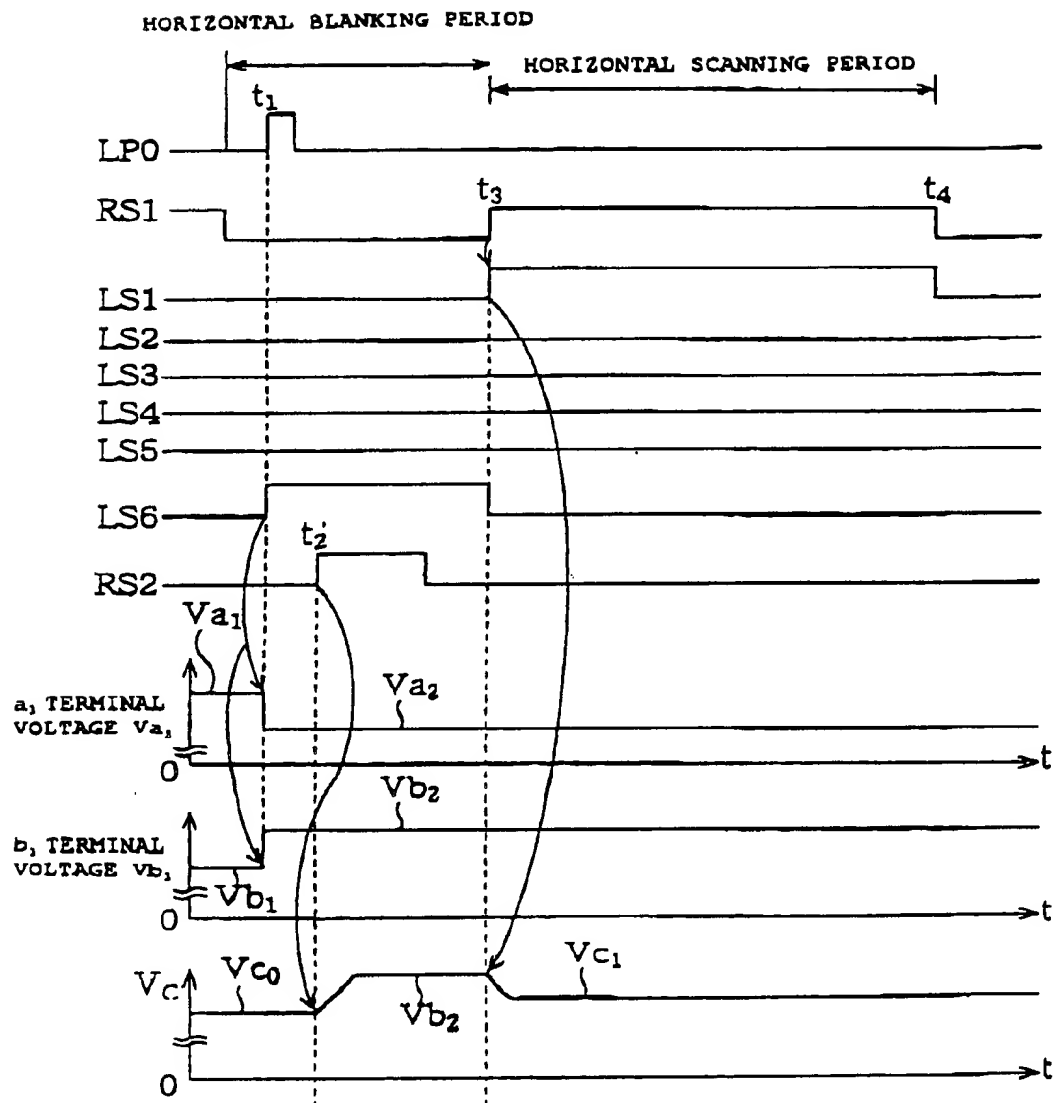 HORIZONTAL BLANKING PERIOD
HORIZONTAL SCANNING PERIOD
t1
LP0
t3
t4
RS1
LS1
LS2
LS3
LS4
LS5
LS6
t2'
RS2
Va1
Va2
a1 TERMINAL
VOLTAGE Va1
0
t
Vb2
b1 TERMINAL
VOLTAGE Vb1
Vb1
0
t
Vc
Vc0
Vc1
Vb2
0
t